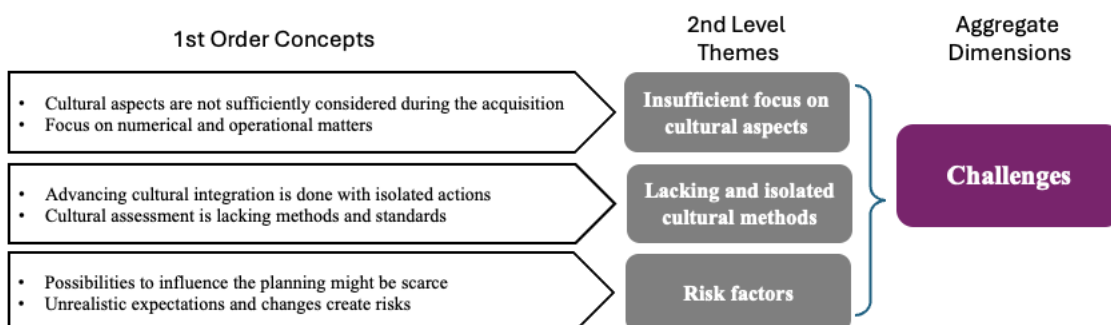 1st Order Concepts
2nd Level
Themes
Aggregate
Dimensions
• Cultural aspects are not sufficiently considered during the acquisition
• Focus on numerical and operational matters
Insufficient focus on
cultural aspects
• Advancing cultural integration is done with isolated actions
• Cultural assessment is lacking methods and standards
Lacking and isolated
cultural methods
Challenges
• Possibilities to influence the planning might be scarce
• Unrealistic expectations and changes create risks
Risk factors